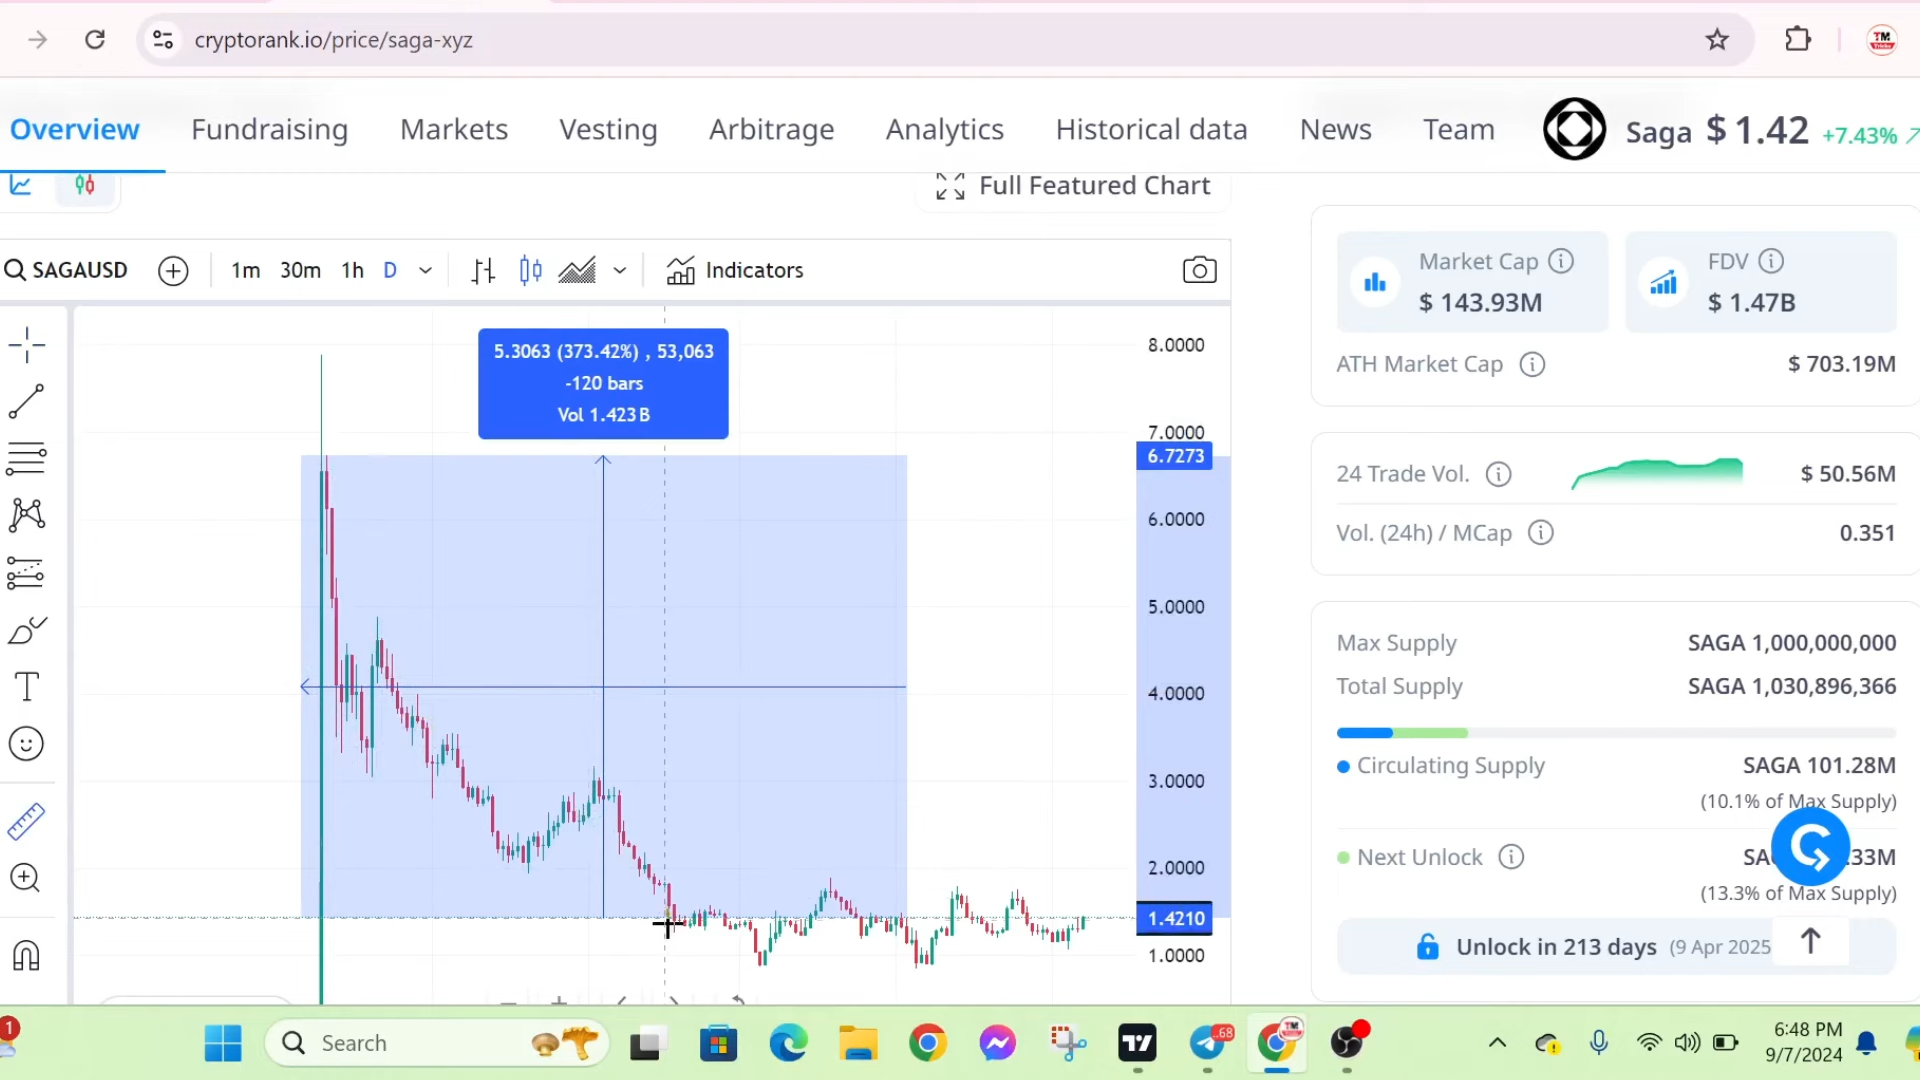 cryptorank.io/price/saga-xyz
TM
Overview Fundraising Markets Vesting Arbitrage Analytics Historical data News Team Saga $ 1.42 +7.43%
Full Featured Chart
SAGAUSD 1m 30m 1h D Indicators
Market Cap
$ 143.93M
FDV
$ 1.47B
ATH Market Cap $ 703.19M
24 Trade Vol. $ 50.56M
Vol. (24h) / MCap 0.351
Max Supply SAGA 1,000,000,000
Total Supply SAGA 1,030,896,366
Circulating Supply SAGA 101.28M
(10.1% of Max Supply)
Next Unlock .33M
(13.3% of Max Supply)
Unlock in 213 days (9 Apr 2025
5.3063 (373.42%) , 53,063
-120 bars
Vol 1.423 B
8.0000
7.0000
6.7273
6.0000
5.0000
4.0000
3.0000
2.0000
1.4210
1.0000
T
1
Search
68
TM
6:48 PM
9/7/2024